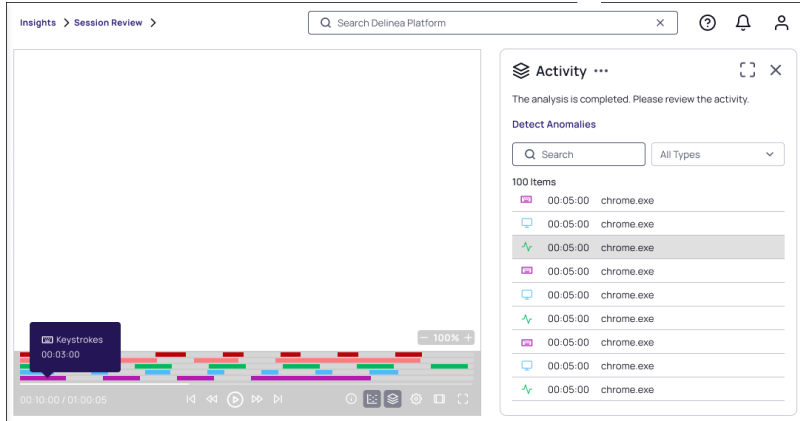 Insights > Session Review >
Search Delinea Platform
Activity
The analysis is completed. Please review the activity.
Detect Anomalies
Search
All Types
100 Items
00:05:00 chrome.exe
00:05:00 chrome.exe
00:05:00 chrome.exe
00:05:00 chrome.exe
00:05:00 chrome.exe
00:05:00 chrome.exe
00:05:00 chrome.exe
00:05:00 chrome.exe
00:05:00 chrome.exe
100%
Keystrokes
00:03:00
00:10:00 / 01:00:05